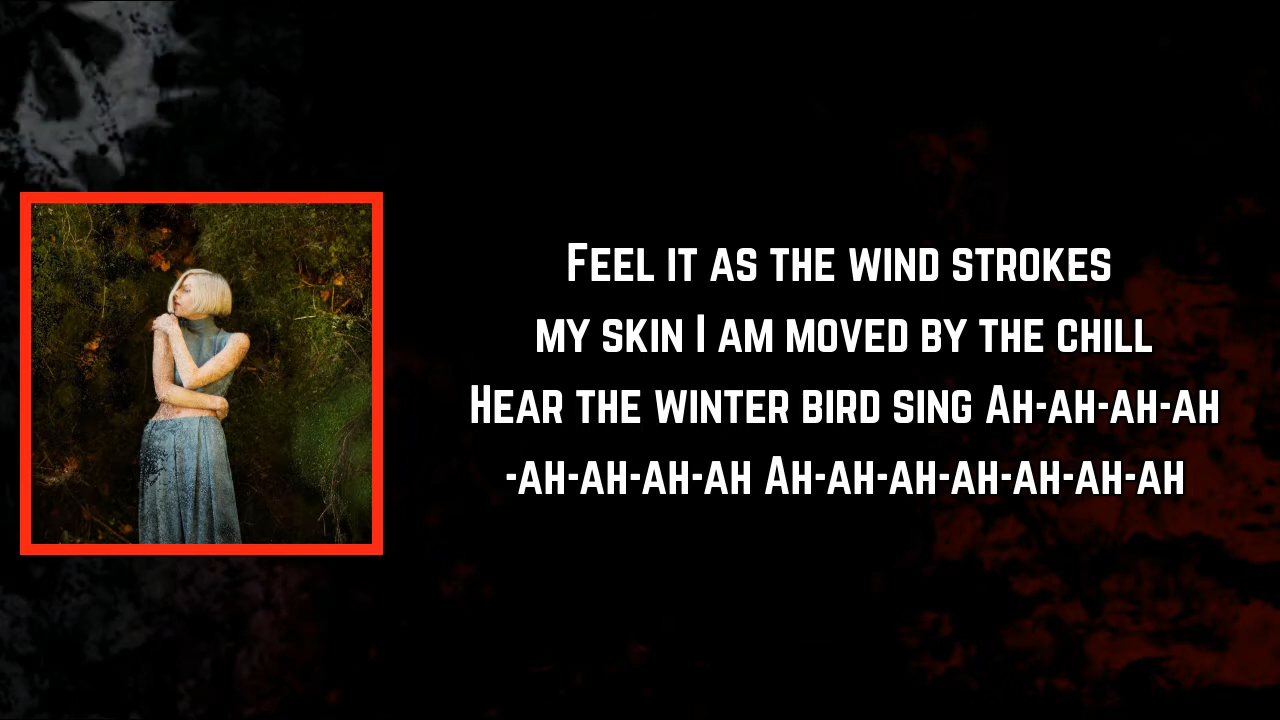 Feel it as the wind strokes
my skin I am moved by the chill
Hear the winter bird sing Ah-ah-ah-ah
-ah-ah-ah-ah Ah-ah-ah-ah-ah-ah-ah